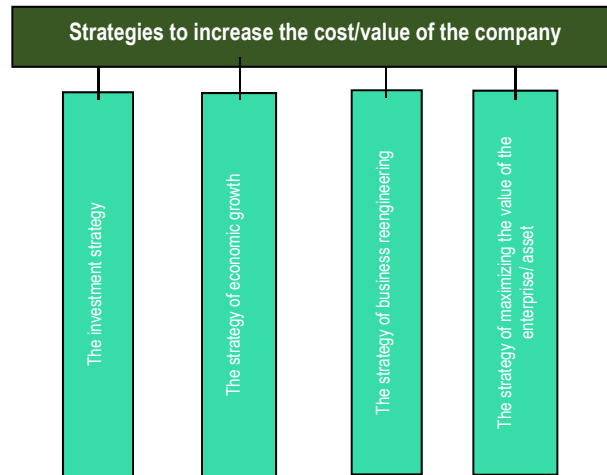 Strategies to increase the cost/value of the company
The investment strategy
The strategy of economic growth
The strategy of business reengineering
The strategy of maximizing the value of the
enterprise/ asset